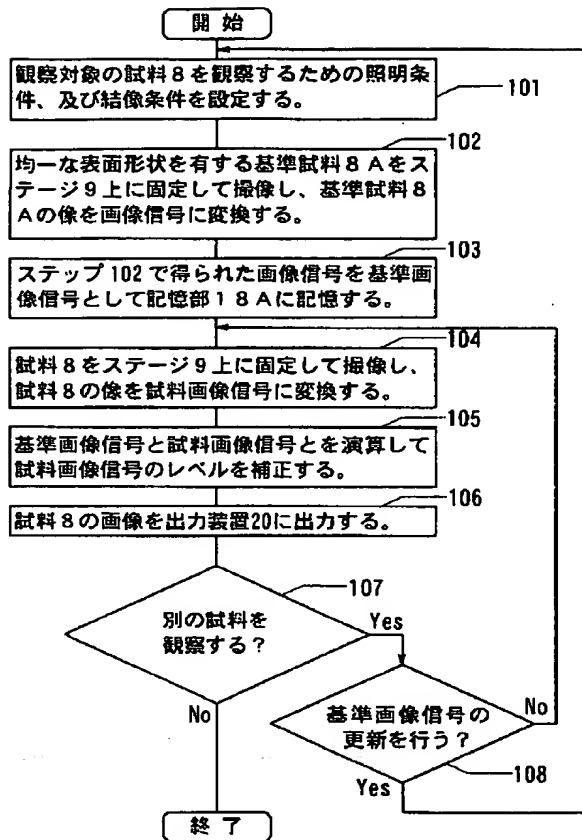 開始
観察対象の試料８を観察するための照明条
件、及び結像条件を設定する。
101
102
均一な表面形状を有する基準試料８Ａをス
テージ９上に固定して撮像し、基準試料８
Ａの像を画像信号に変換する。
103
ステップ102で得られた画像信号を基準画
像信号として記憶部１８Ａに記憶する。
104
試料８をステージ９上に固定して撮像し、
試料８の像を試料画像信号に変換する。
105
基準画像信号と試料画像信号とを演算して
試料画像信号のレベルを補正する。
106
試料８の画像を出力装置20に出力する。
107
別の試料を
観察する？
Yes
No
基準画像信号の
更新を行う？
No
108
Yes
終了